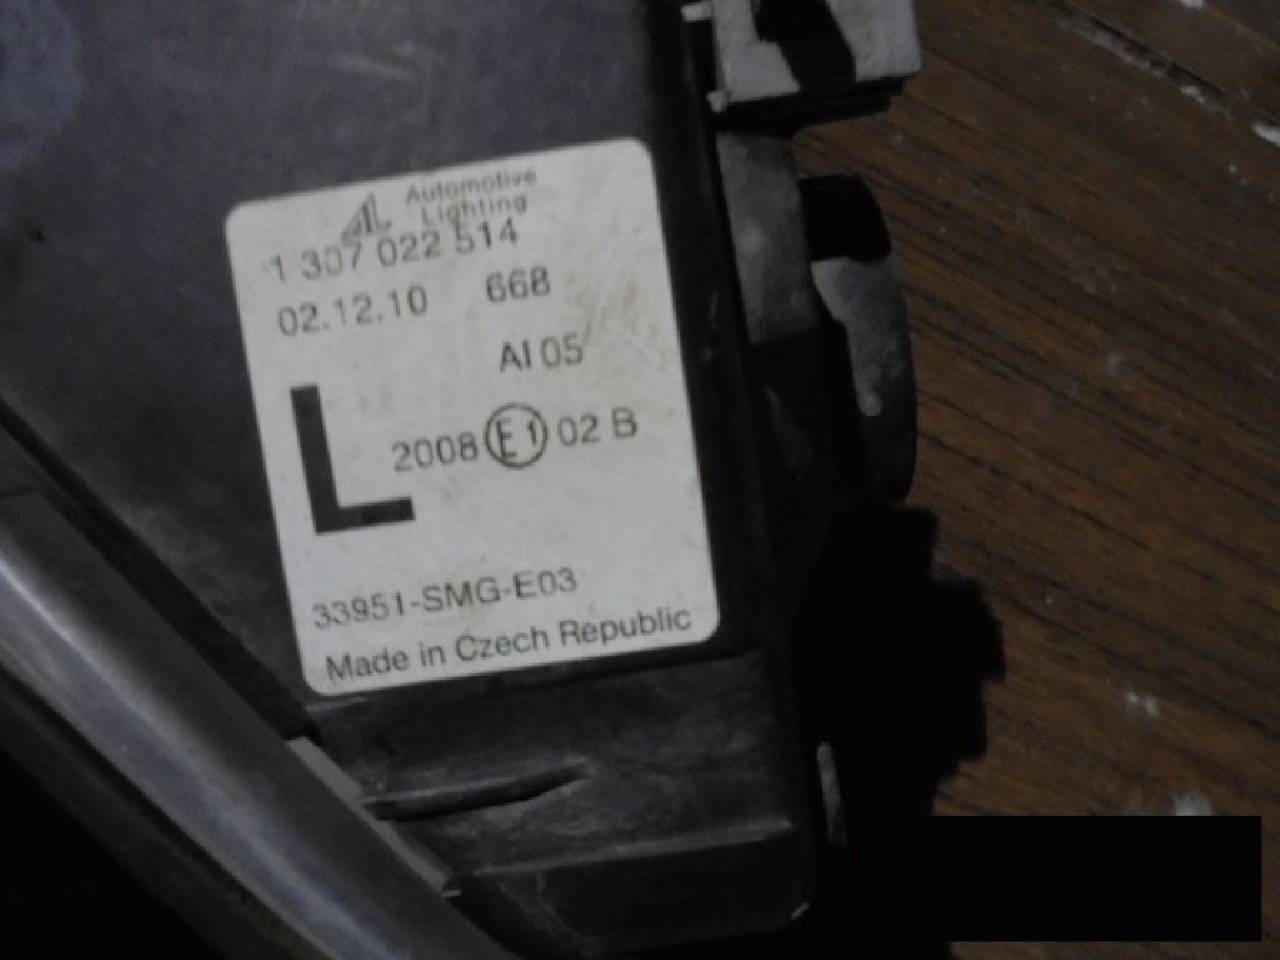 AL Automotive
Lighting
1 307 022 514
02.12.10 668
AI 05
L
2008 E1 02 B
33951-SMG-E03
Made in Czech Republic